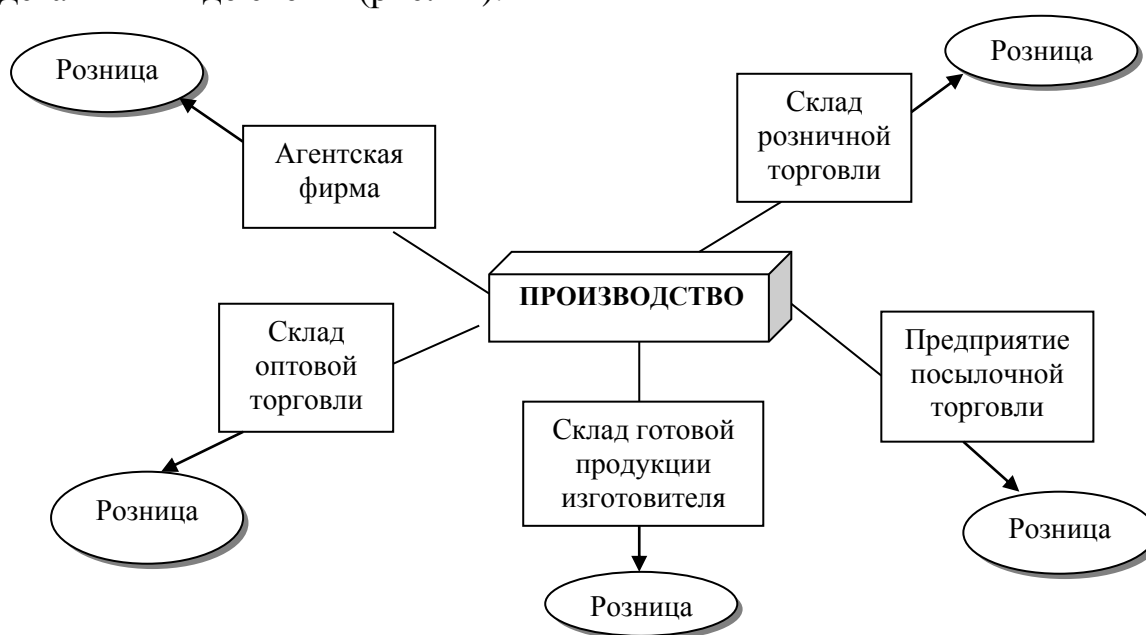 Розница
Розница
Склад
розничной
торговли
Агентская
фирма
ПРОИЗВОДСТВО
Склад
оптовой
торговли
Предприятие
посылочной
торговли
Склад готовой
продукции
изготовителя
Розница
Розница
Розница